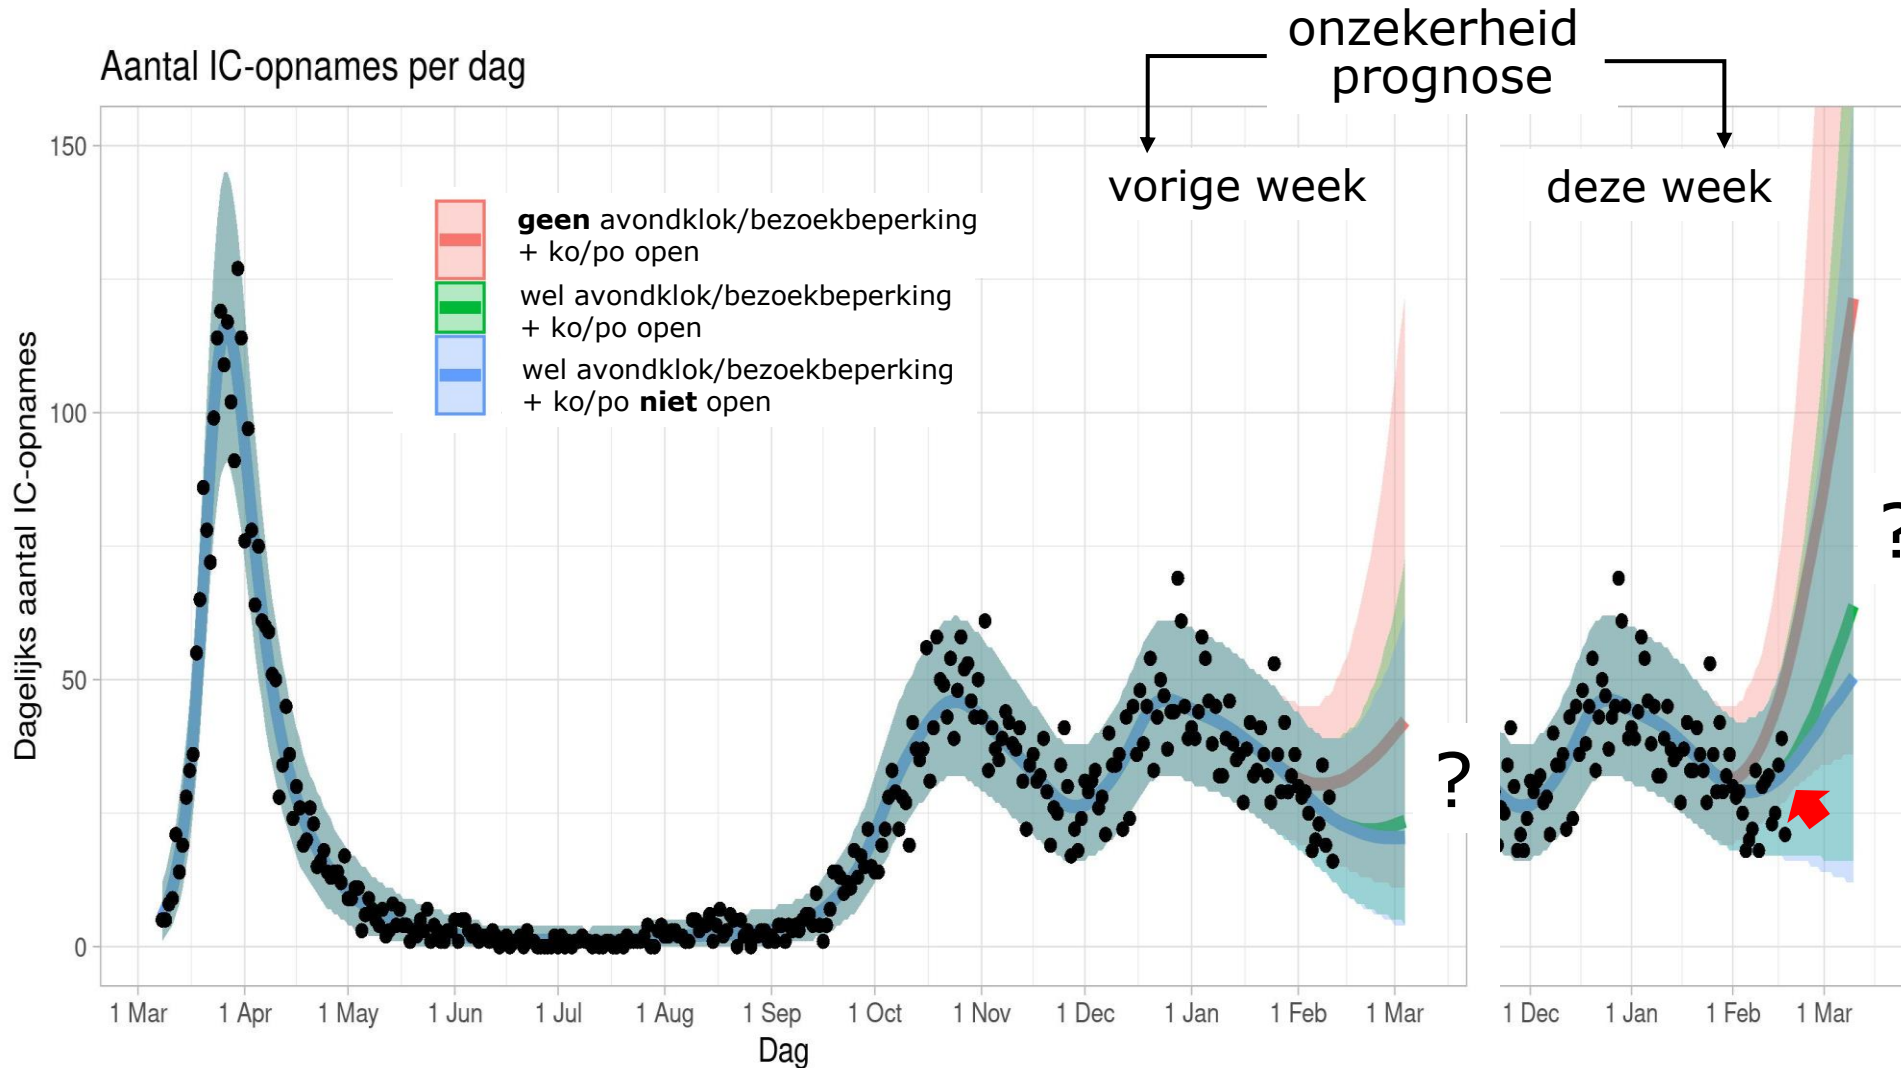 onzekerheid
prognose
Aantal IC-opnames per dag
vorige week
deze week
geen avondklok/bezoekbeperking
+ ko/po open
wel avondklok/bezoekbeperking
+ ko/po open
wel avondklok/bezoekbeperking
+ ko/po niet open
Dagelijks aantal IC-opnames
150
100
50
0
?
?
1 Mar 1 Apr 1 May 1 Jun 1 Jul 1 Aug 1 Sep 1 Oct 1 Nov 1 Dec 1 Jan 1 Feb 1 Mar
1 Dec 1 Jan 1 Feb 1 Mar
Dag